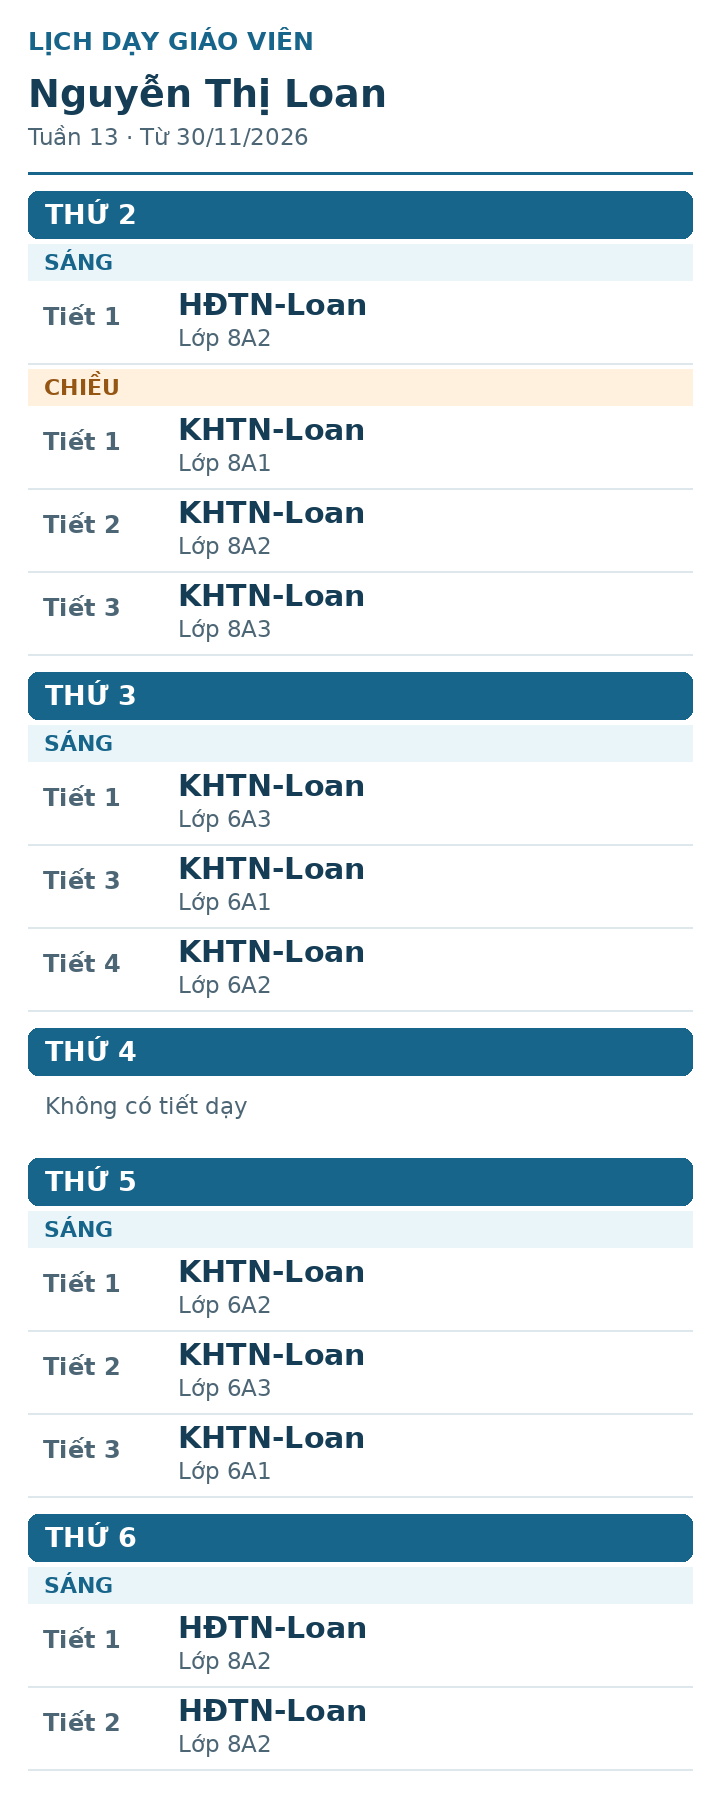 LỊCH DẠY GIÁO VIÊN
Nguyễn Thị Loan
Tuần 13 · Từ 30/11/2026
THỨ 2
SÁNG
Tiết 1
HĐTN-Loan
Lớp 8A2
CHIỀU
Tiết 1
KHTN-Loan
Lớp 8A1
Tiết 2
KHTN-Loan
Lớp 8A2
Tiết 3
KHTN-Loan
Lớp 8A3
THỨ 3
SÁNG
Tiết 1
KHTN-Loan
Lớp 6A3
Tiết 3
KHTN-Loan
Lớp 6A1
Tiết 4
KHTN-Loan
Lớp 6A2
THỨ 4
Không có tiết dạy
THỨ 5
SÁNG
Tiết 1
KHTN-Loan
Lớp 6A2
Tiết 2
KHTN-Loan
Lớp 6A3
Tiết 3
KHTN-Loan
Lớp 6A1
THỨ 6
SÁNG
Tiết 1
HĐTN-Loan
Lớp 8A2
Tiết 2
HĐTN-Loan
Lớp 8A2